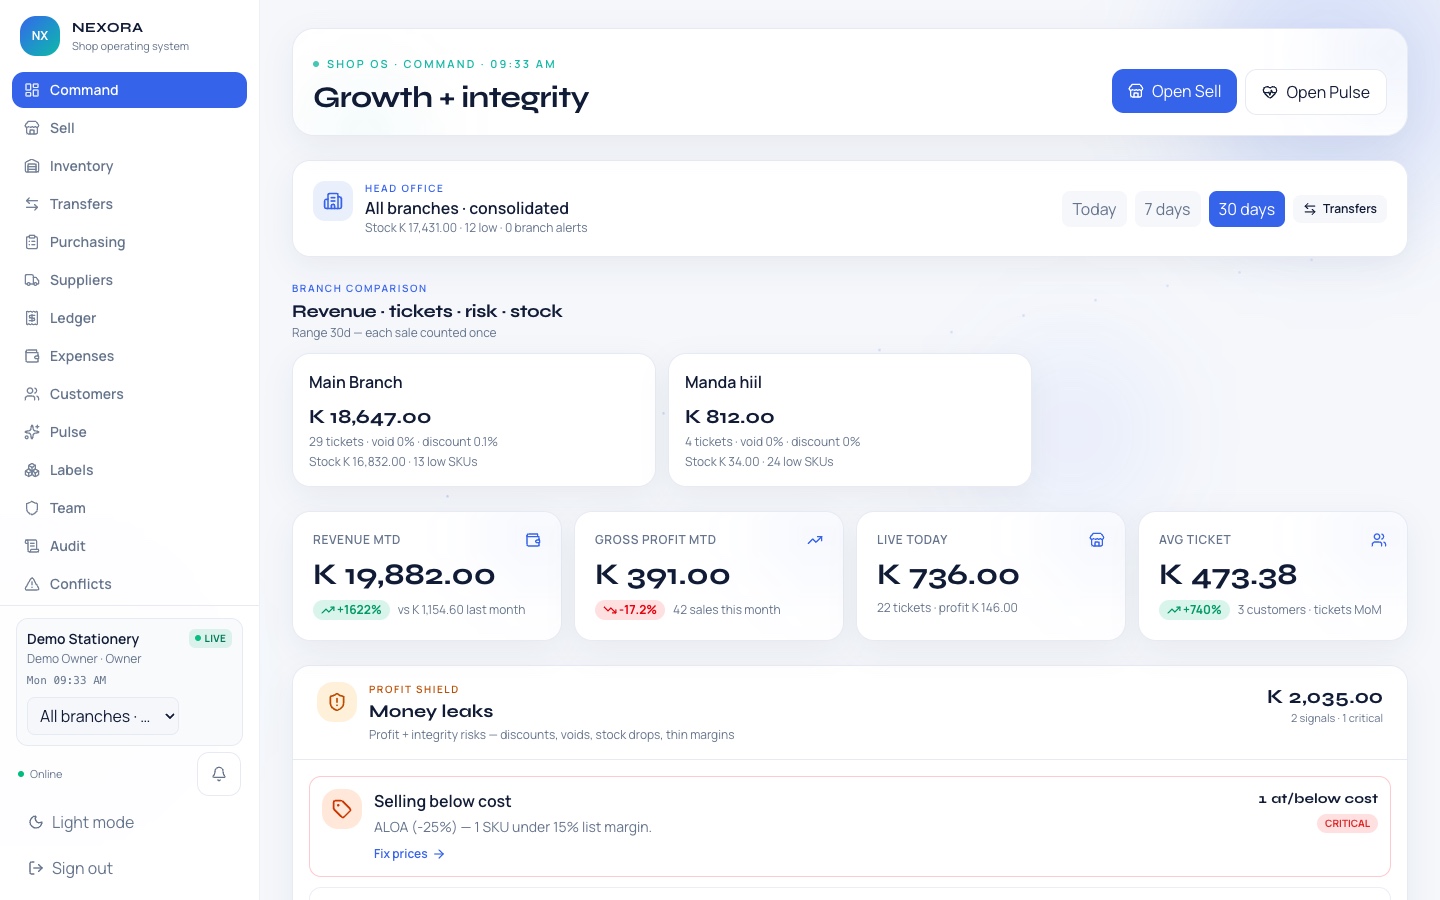 NX
NEXORA
Shop operating system
Command
Sell
Inventory
Transfers
Purchasing
Suppliers
Ledger
Expenses
Customers
Pulse
Labels
Team
Audit
Conflicts
Demo Stationery
LIVE
Demo Owner · Owner
Mon 09:33 AM
All branches · ...
Online
Light mode
Sign out
SHOP OS · COMMAND · 09:33 AM
Growth + integrity
Open Sell
Open Pulse
HEAD OFFICE
All branches · consolidated
Stock K 17,431.00 · 12 low · 0 branch alerts
Today
7 days
30 days
Transfers
BRANCH COMPARISON
Revenue · tickets · risk · stock
Range 30d — each sale counted once
Main Branch
K 18,647.00
29 tickets · void 0% · discount 0.1%
Stock K 16,832.00 · 13 low SKUs
Manda hiil
K 812.00
4 tickets · void 0% · discount 0%
Stock K 34.00 · 24 low SKUs
REVENUE MTD
K 19,882.00
+1622% vs K 1,154.60 last month
GROSS PROFIT MTD
K 391.00
-17.2% 42 sales this month
LIVE TODAY
K 736.00
22 tickets · profit K 146.00
AVG TICKET
K 473.38
+740% 3 customers · tickets MoM
PROFIT SHIELD
Money leaks
Profit + integrity risks — discounts, voids, stock drops, thin margins
K 2,035.00
2 signals · 1 critical
Selling below cost
ALOA (-25%) — 1 SKU under 15% list margin.
Fix prices
1 at/below cost
CRITICAL